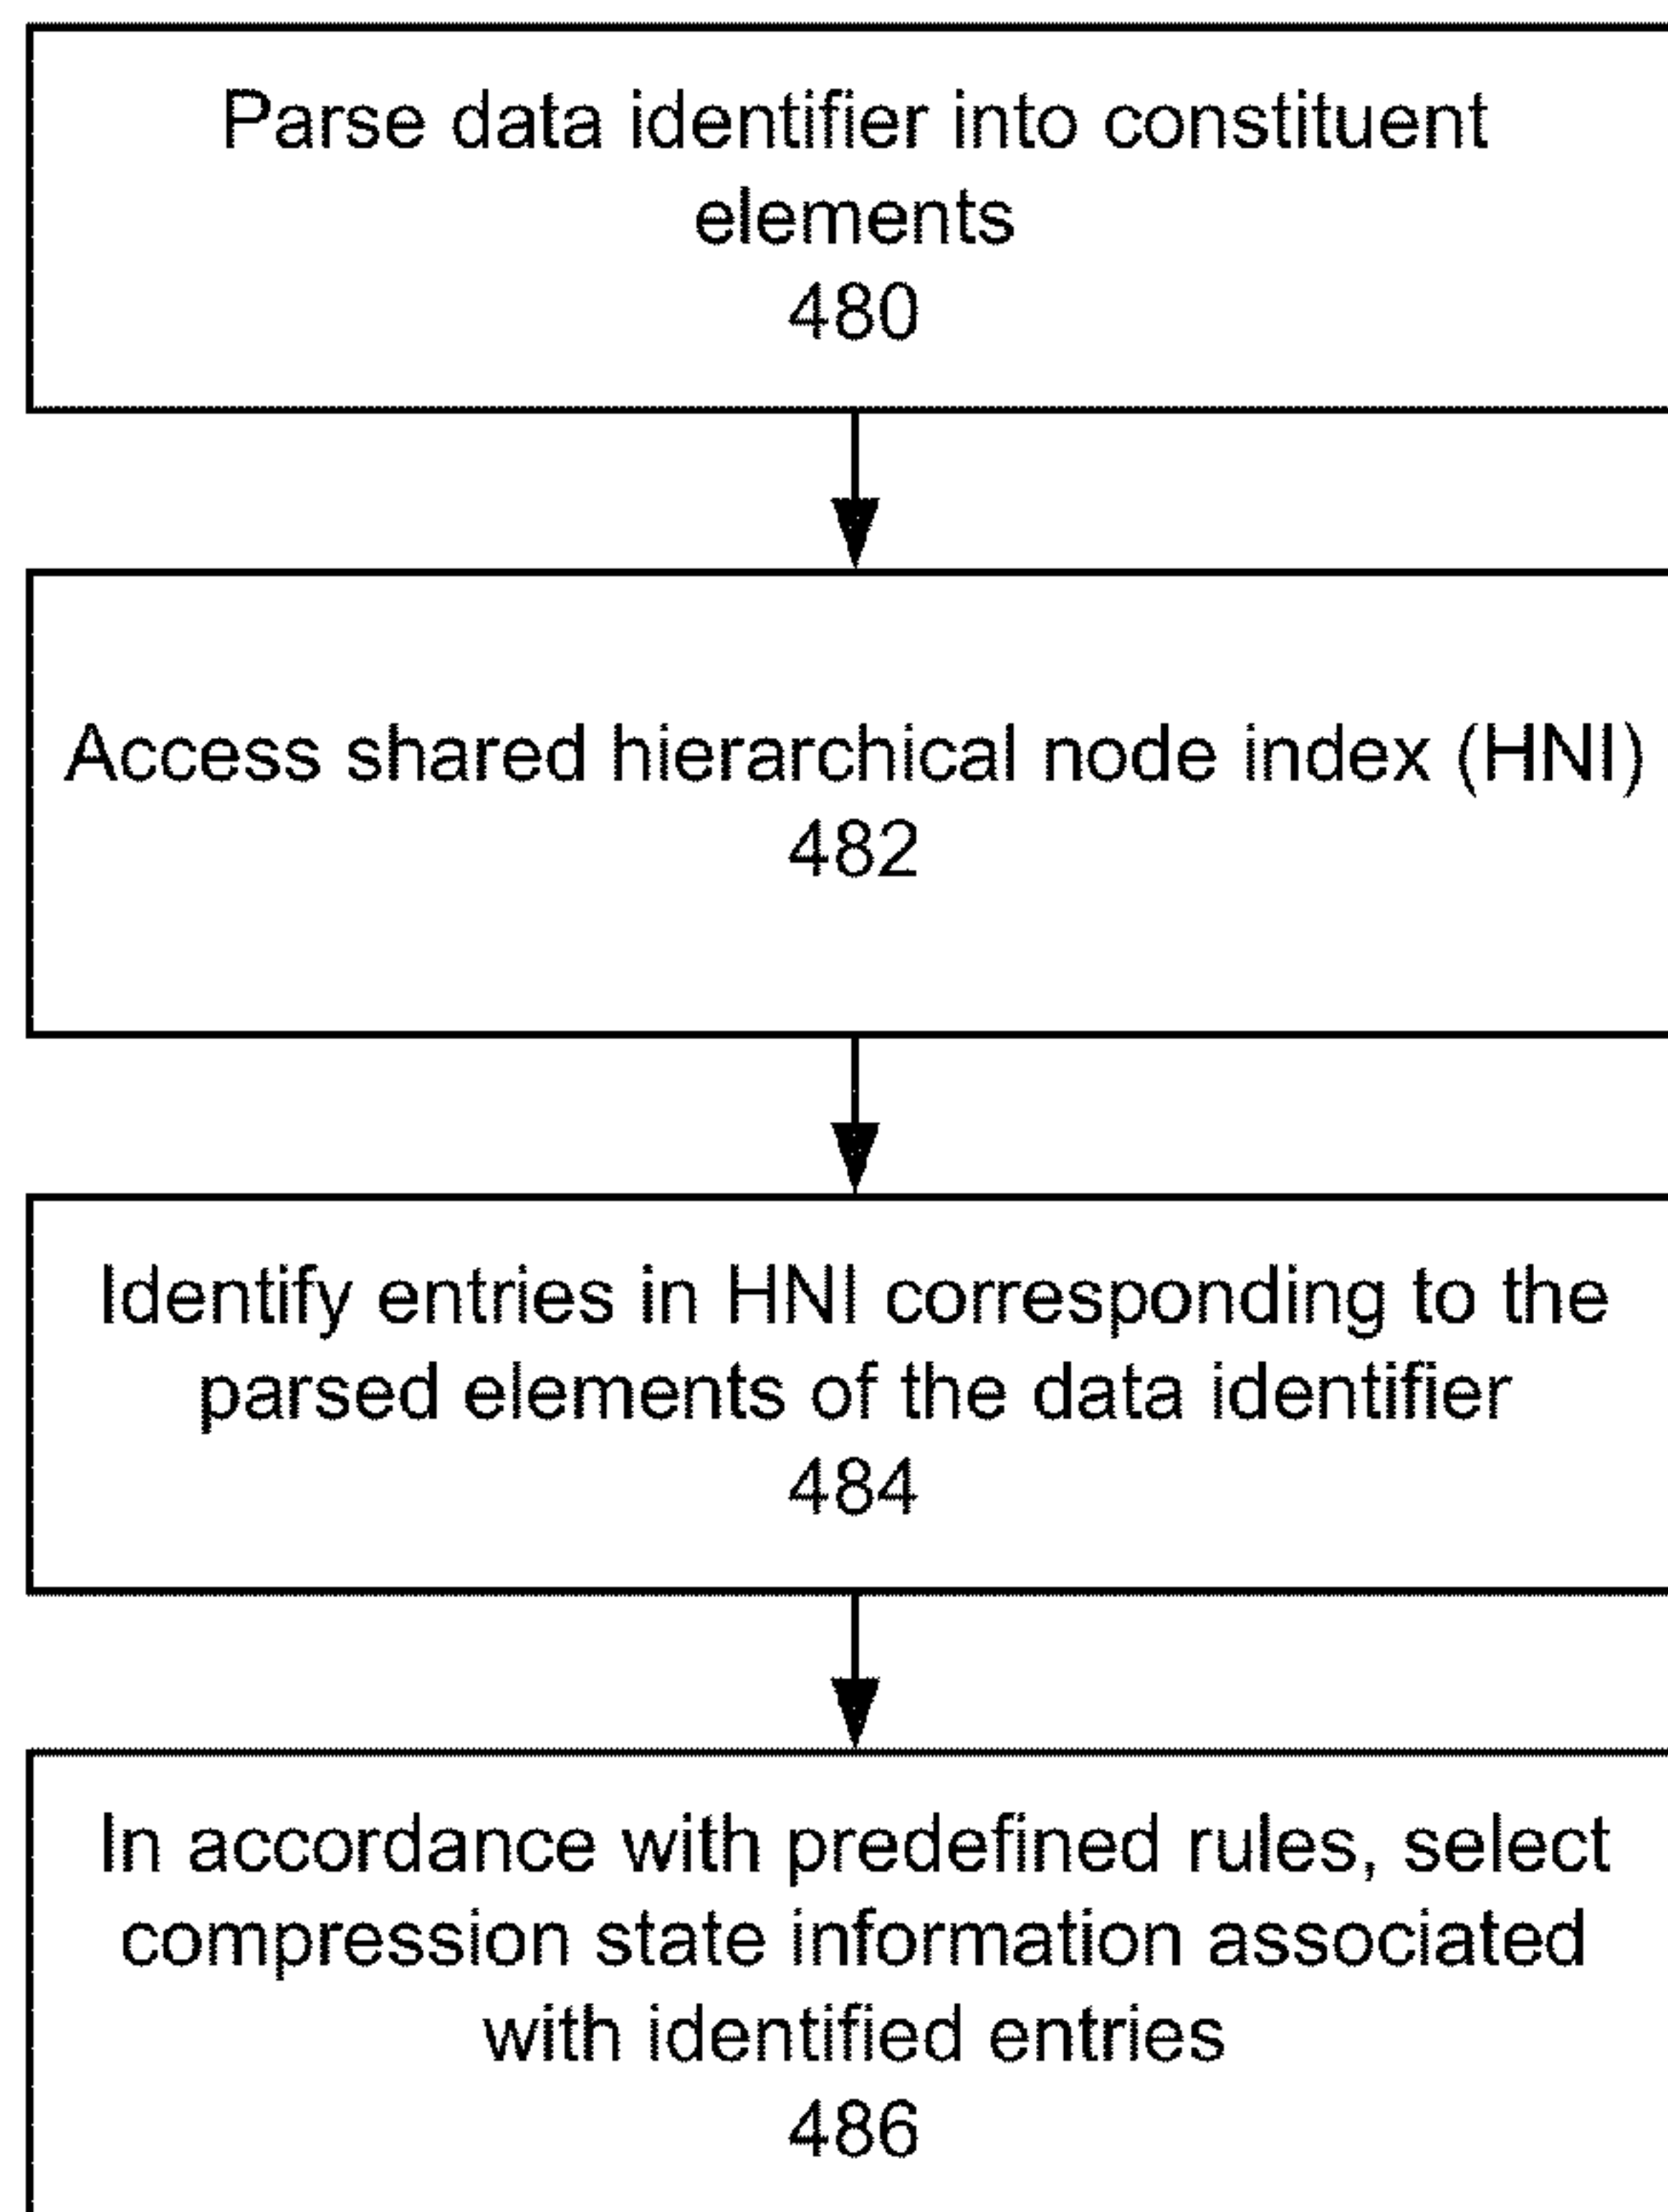 Parse data identifier into constituent
elements
480
Access shared hierarchical node index (HNI)
482
Identify entries in HNI corresponding to the
parsed elements of the data identifier
484
In accordance with predefined rules, select
compression state information associated
with identified entries
486